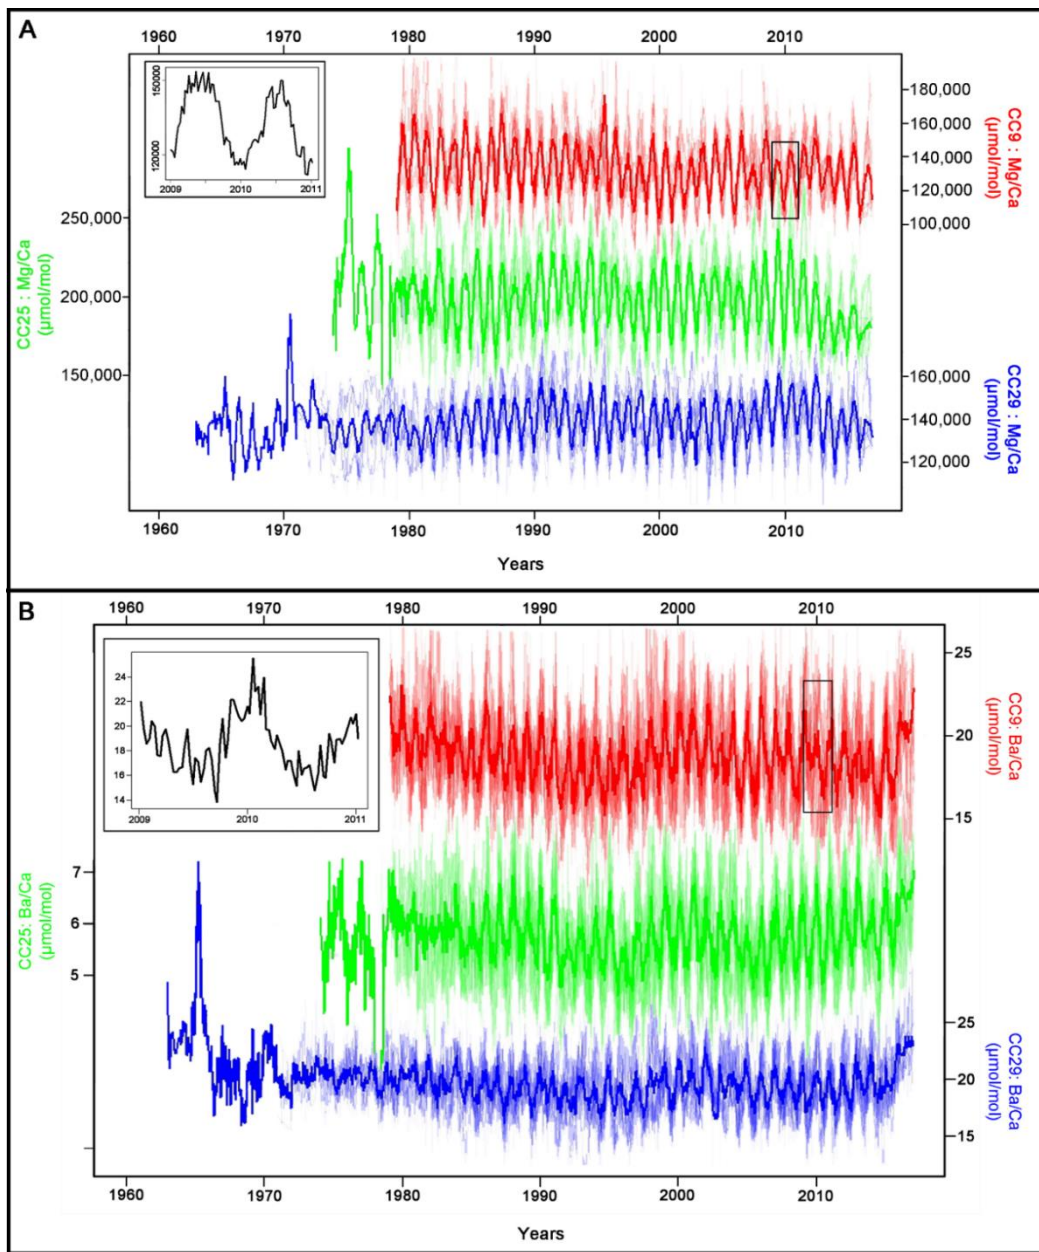 A
1960 1970 1980 1990 2000 2010
150000
120000
2009 2010 2011
180,000
160,000
140,000
120,000
100,000
CC9 : Mg/Ca
(µmol/mol)
250,000
200,000
150,000
CC25 : Mg/Ca
(µmol/mol)
160,000
140,000
120,000
CC29 : Mg/Ca
(µmol/mol)
1960 1970 1980 1990 2000 2010
Years
B
1960 1970 1980 1990 2000 2010
24
22
20
18
16
14
2009 2010 2011
25
20
15
CC9: Ba/Ca
(µmol/mol)
7
6
5
CC25: Ba/Ca
(µmol/mol)
25
20
15
CC29: Ba/Ca
(µmol/mol)
1960 1970 1980 1990 2000 2010
Years